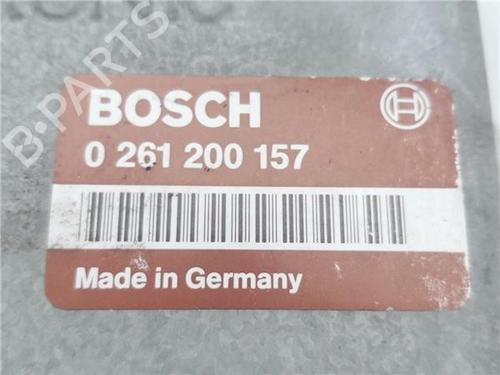 B-PARTS
BOSCH
0 261 200 157
Made in Germany